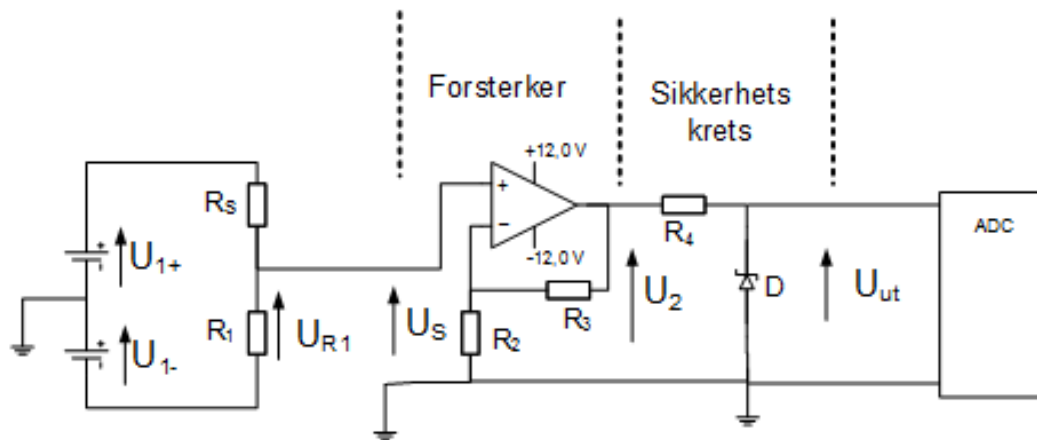 Forsterker
Sikkerhets
krets
+12,0 V
RS
+
−
R4
ADC
+
U1+
−12,0 V
D
R3
U2
Uut
R1
UR1
US
R2
+
U1-